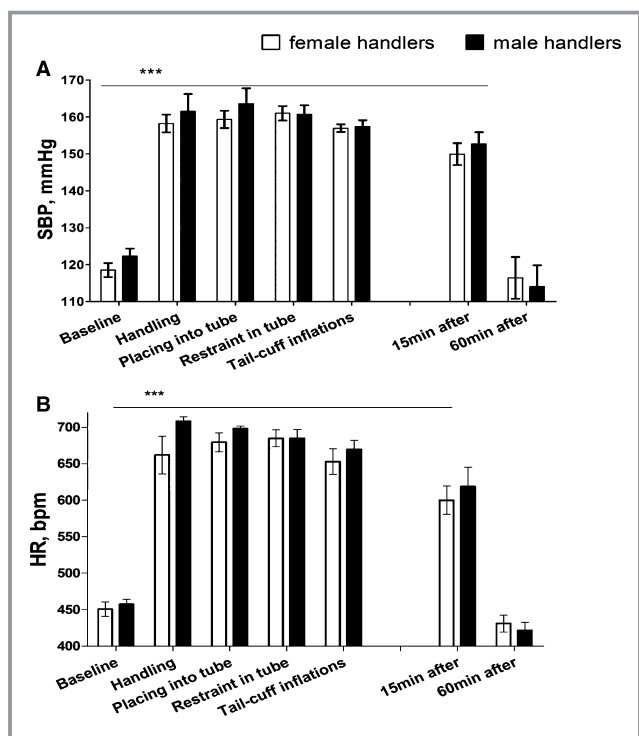 female handlers male handlers
A
***
170
160
150
140
130
120
110
SBP, mmHg
Baseline
Handling
Placing into tube
Restraint in tube
Tail-cuff inflations
15min after
60min after
B
***
700
650
600
550
500
450
400
HR, bpm
Baseline
Handling
Placing into tube
Restraint in tube
Tail-cuff inflations
15min after
60min after